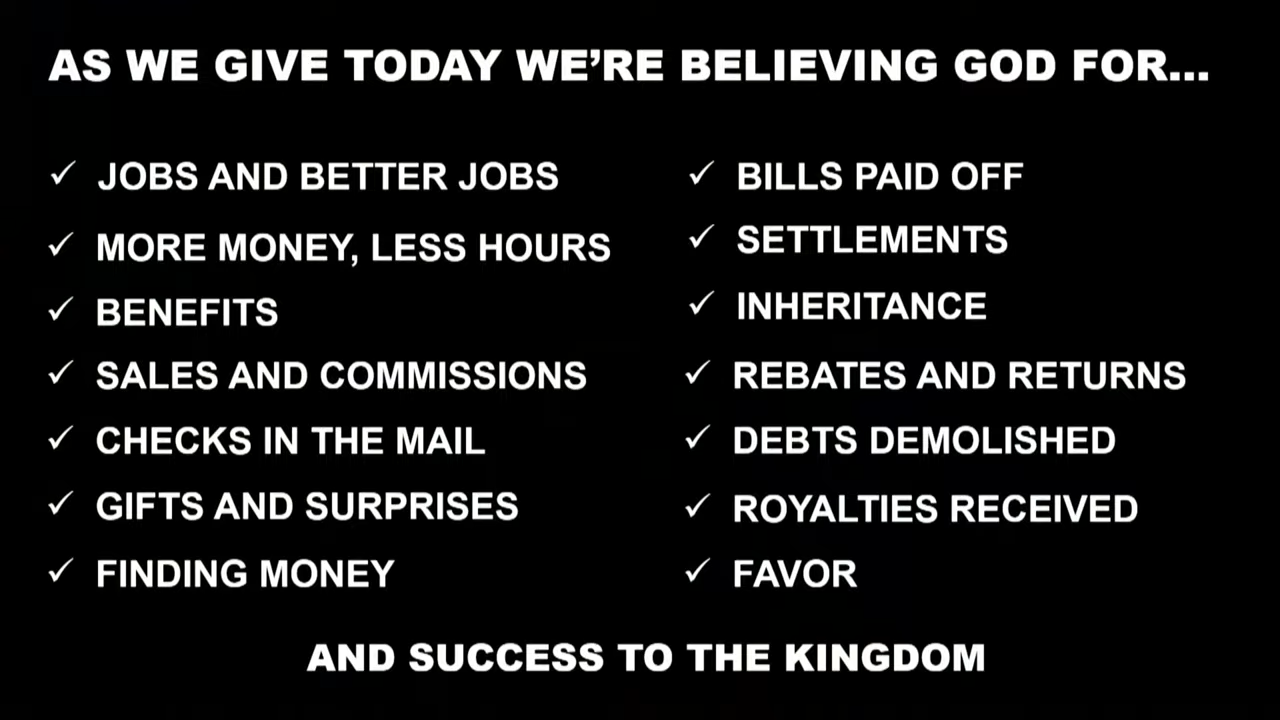 AS WE GIVE TODAY WE’RE BELIEVING GOD FOR...
✓ JOBS AND BETTER JOBS
✓ MORE MONEY, LESS HOURS
✓ BENEFITS
✓ SALES AND COMMISSIONS
✓ CHECKS IN THE MAIL
✓ GIFTS AND SURPRISES
✓ FINDING MONEY
✓ BILLS PAID OFF
✓ SETTLEMENTS
✓ INHERITANCE
✓ REBATES AND RETURNS
✓ DEBTS DEMOLISHED
✓ ROYALTIES RECEIVED
✓ FAVOR
AND SUCCESS TO THE KINGDOM